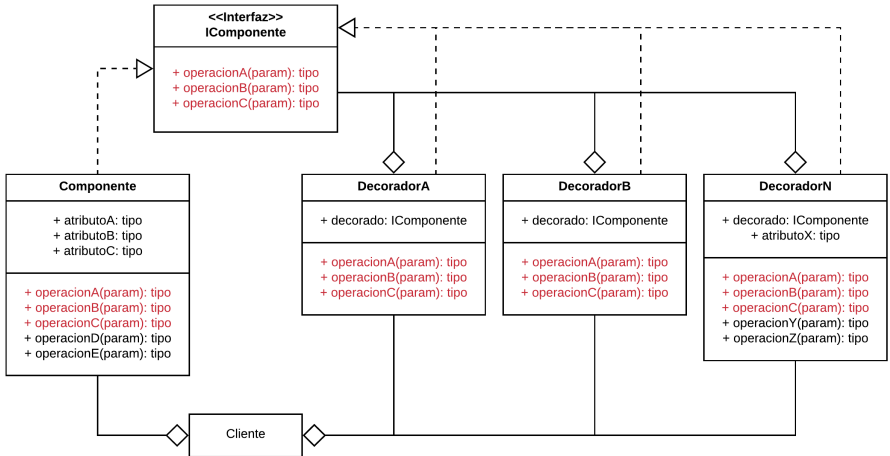 <<Interfaz>>
IComponente
+ operacionA(param): tipo
+ operacionB(param): tipo
+ operacionC(param): tipo
Componente
+ atributoA: tipo
+ atributoB: tipo
+ atributoC: tipo
+ operacionA(param): tipo
+ operacionB(param): tipo
+ operacionC(param): tipo
+ operacionD(param): tipo
+ operacionE(param): tipo
DecoradorA
+ decorado: IComponente
+ operacionA(param): tipo
+ operacionB(param): tipo
+ operacionC(param): tipo
DecoradorB
+ decorado: IComponente
+ operacionA(param): tipo
+ operacionB(param): tipo
+ operacionC(param): tipo
DecoradorN
+ decorado: IComponente
+ atributoX: tipo
+ operacionA(param): tipo
+ operacionB(param): tipo
+ operacionC(param): tipo
+ operacionY(param): tipo
+ operacionZ(param): tipo
Cliente